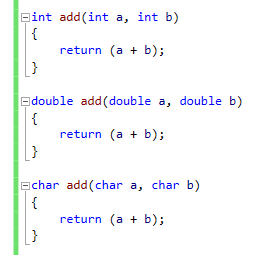 int add(int a, int b)
{
    return (a + b);
}
double add(double a, double b)
{
    return (a + b);
}
char add(char a, char b)
{
    return (a + b);
}